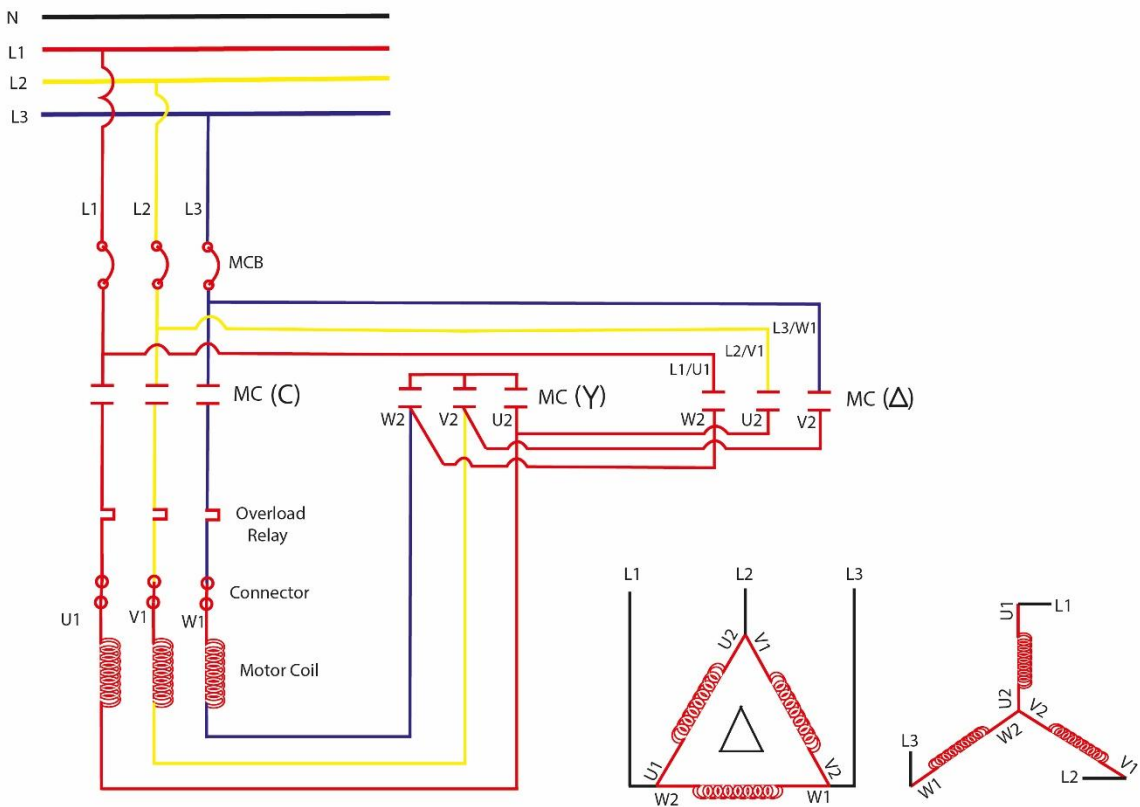 N
L1
L2
L3
L1
L2
L3
MCB
L3/W1
L2/V1
L1/U1
MC (C)
W2
V2
U2
MC (Y)
W2
U2
V2
MC (Δ)
Overload
Relay
Connector
U1
V1
W1
Motor Coil
L1
L2
L3
U2
V1
U1
W2
V2
W1
U1
L1
U2
V2
W2
L3
W1
L2
V1